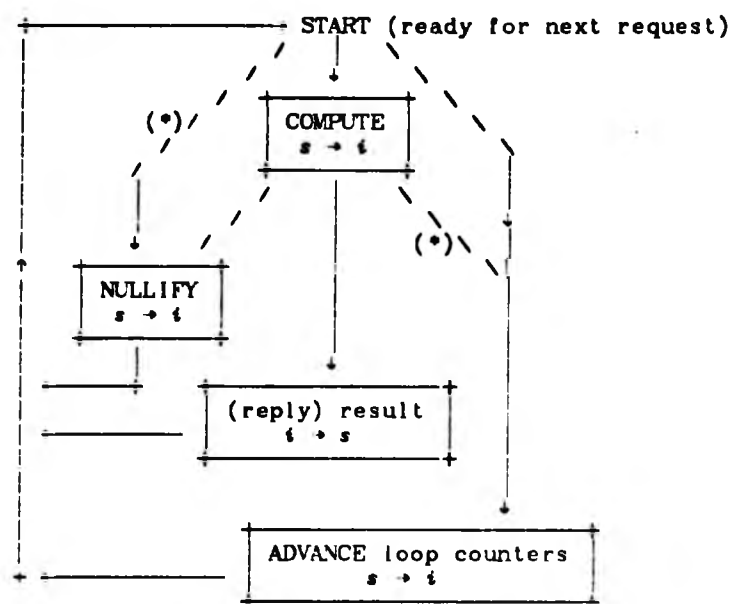 START (ready for next request)
(*)
COMPUTE
s → i
(*)
NULLIFY
s → i
(reply) result
i → s
ADVANCE loop counters
s → i